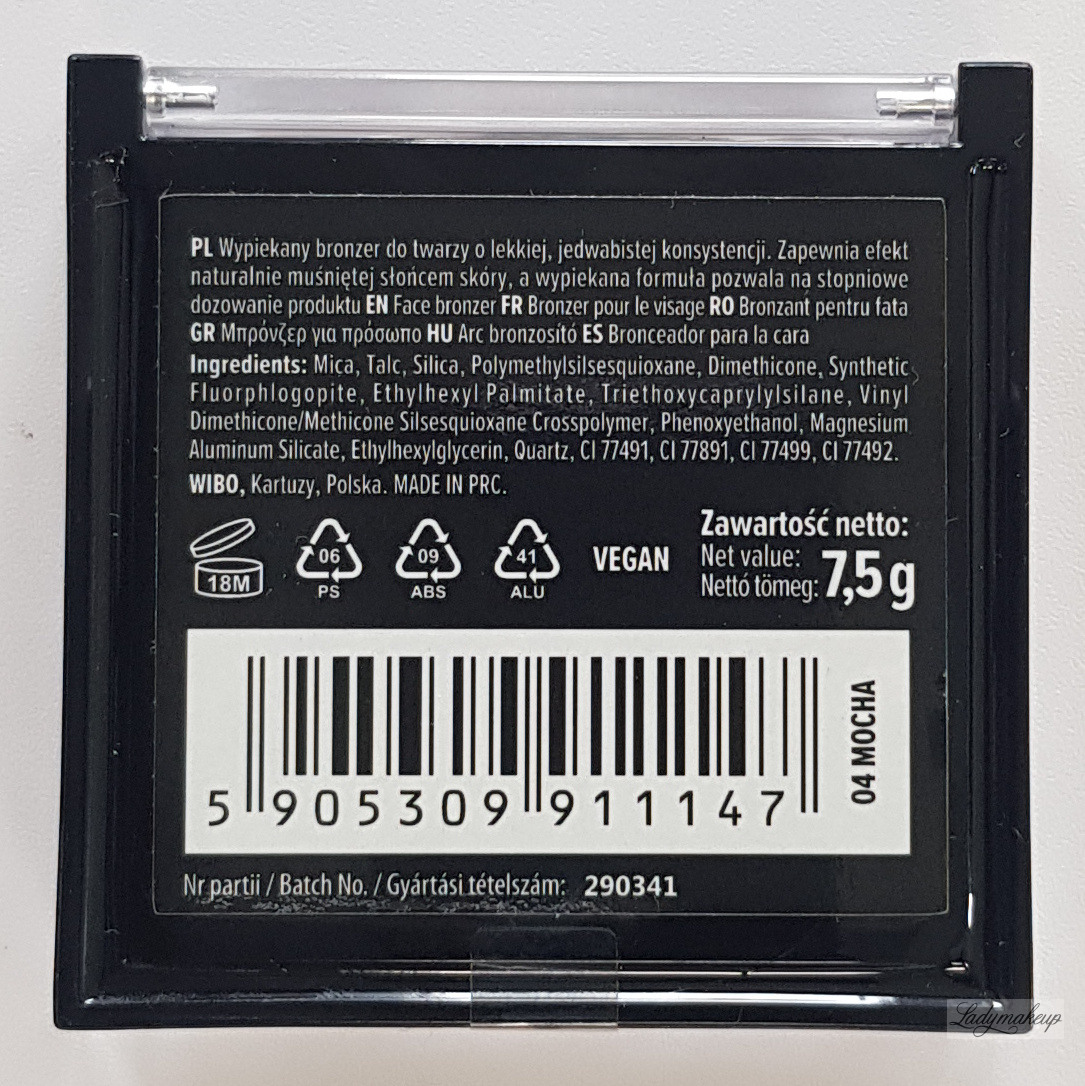 PL Wypiekany bronzer do twarzy o lekkiej, jedwabistej konsystencji. Zapewnia efekt
naturalnie muśniętej słońcem skóry, a wypiekana formuła pozwala na stopniowe
dozowanie produktu EN Face bronzer FR Bronzer pour le visage RO Bronzant pentru fata
GR Μπρόνζερ για πρόσωπο HU Arc bronzosító ES Bronceador para la cara
Ingredients: Mica, Talc, Silica, Polymethylsilsesquioxane, Dimethicone, Synthetic
Fluorphlogopite, Ethylhexyl Palmitate, Triethoxycaprylylsilane, Vinyl
Dimethicone/Methicone Silsesquioxane Crosspolymer, Phenoxyethanol, Magnesium
Aluminum Silicate, Ethylhexylglycerin, Quartz, CI 77491, CI 77891, CI 77499, CI 77492.
WIBO, Kartuzy, Polska. MADE IN PRC.
18M
06
PS
09
ABS
41
ALU
VEGAN
Zawartość netto:
Net value:
Nettó tömeg: 7,5 g
5 905309 911147
04 MOCHA
Nr partii / Batch No. / Gyártási tételszám: 290341
Ladymakeup